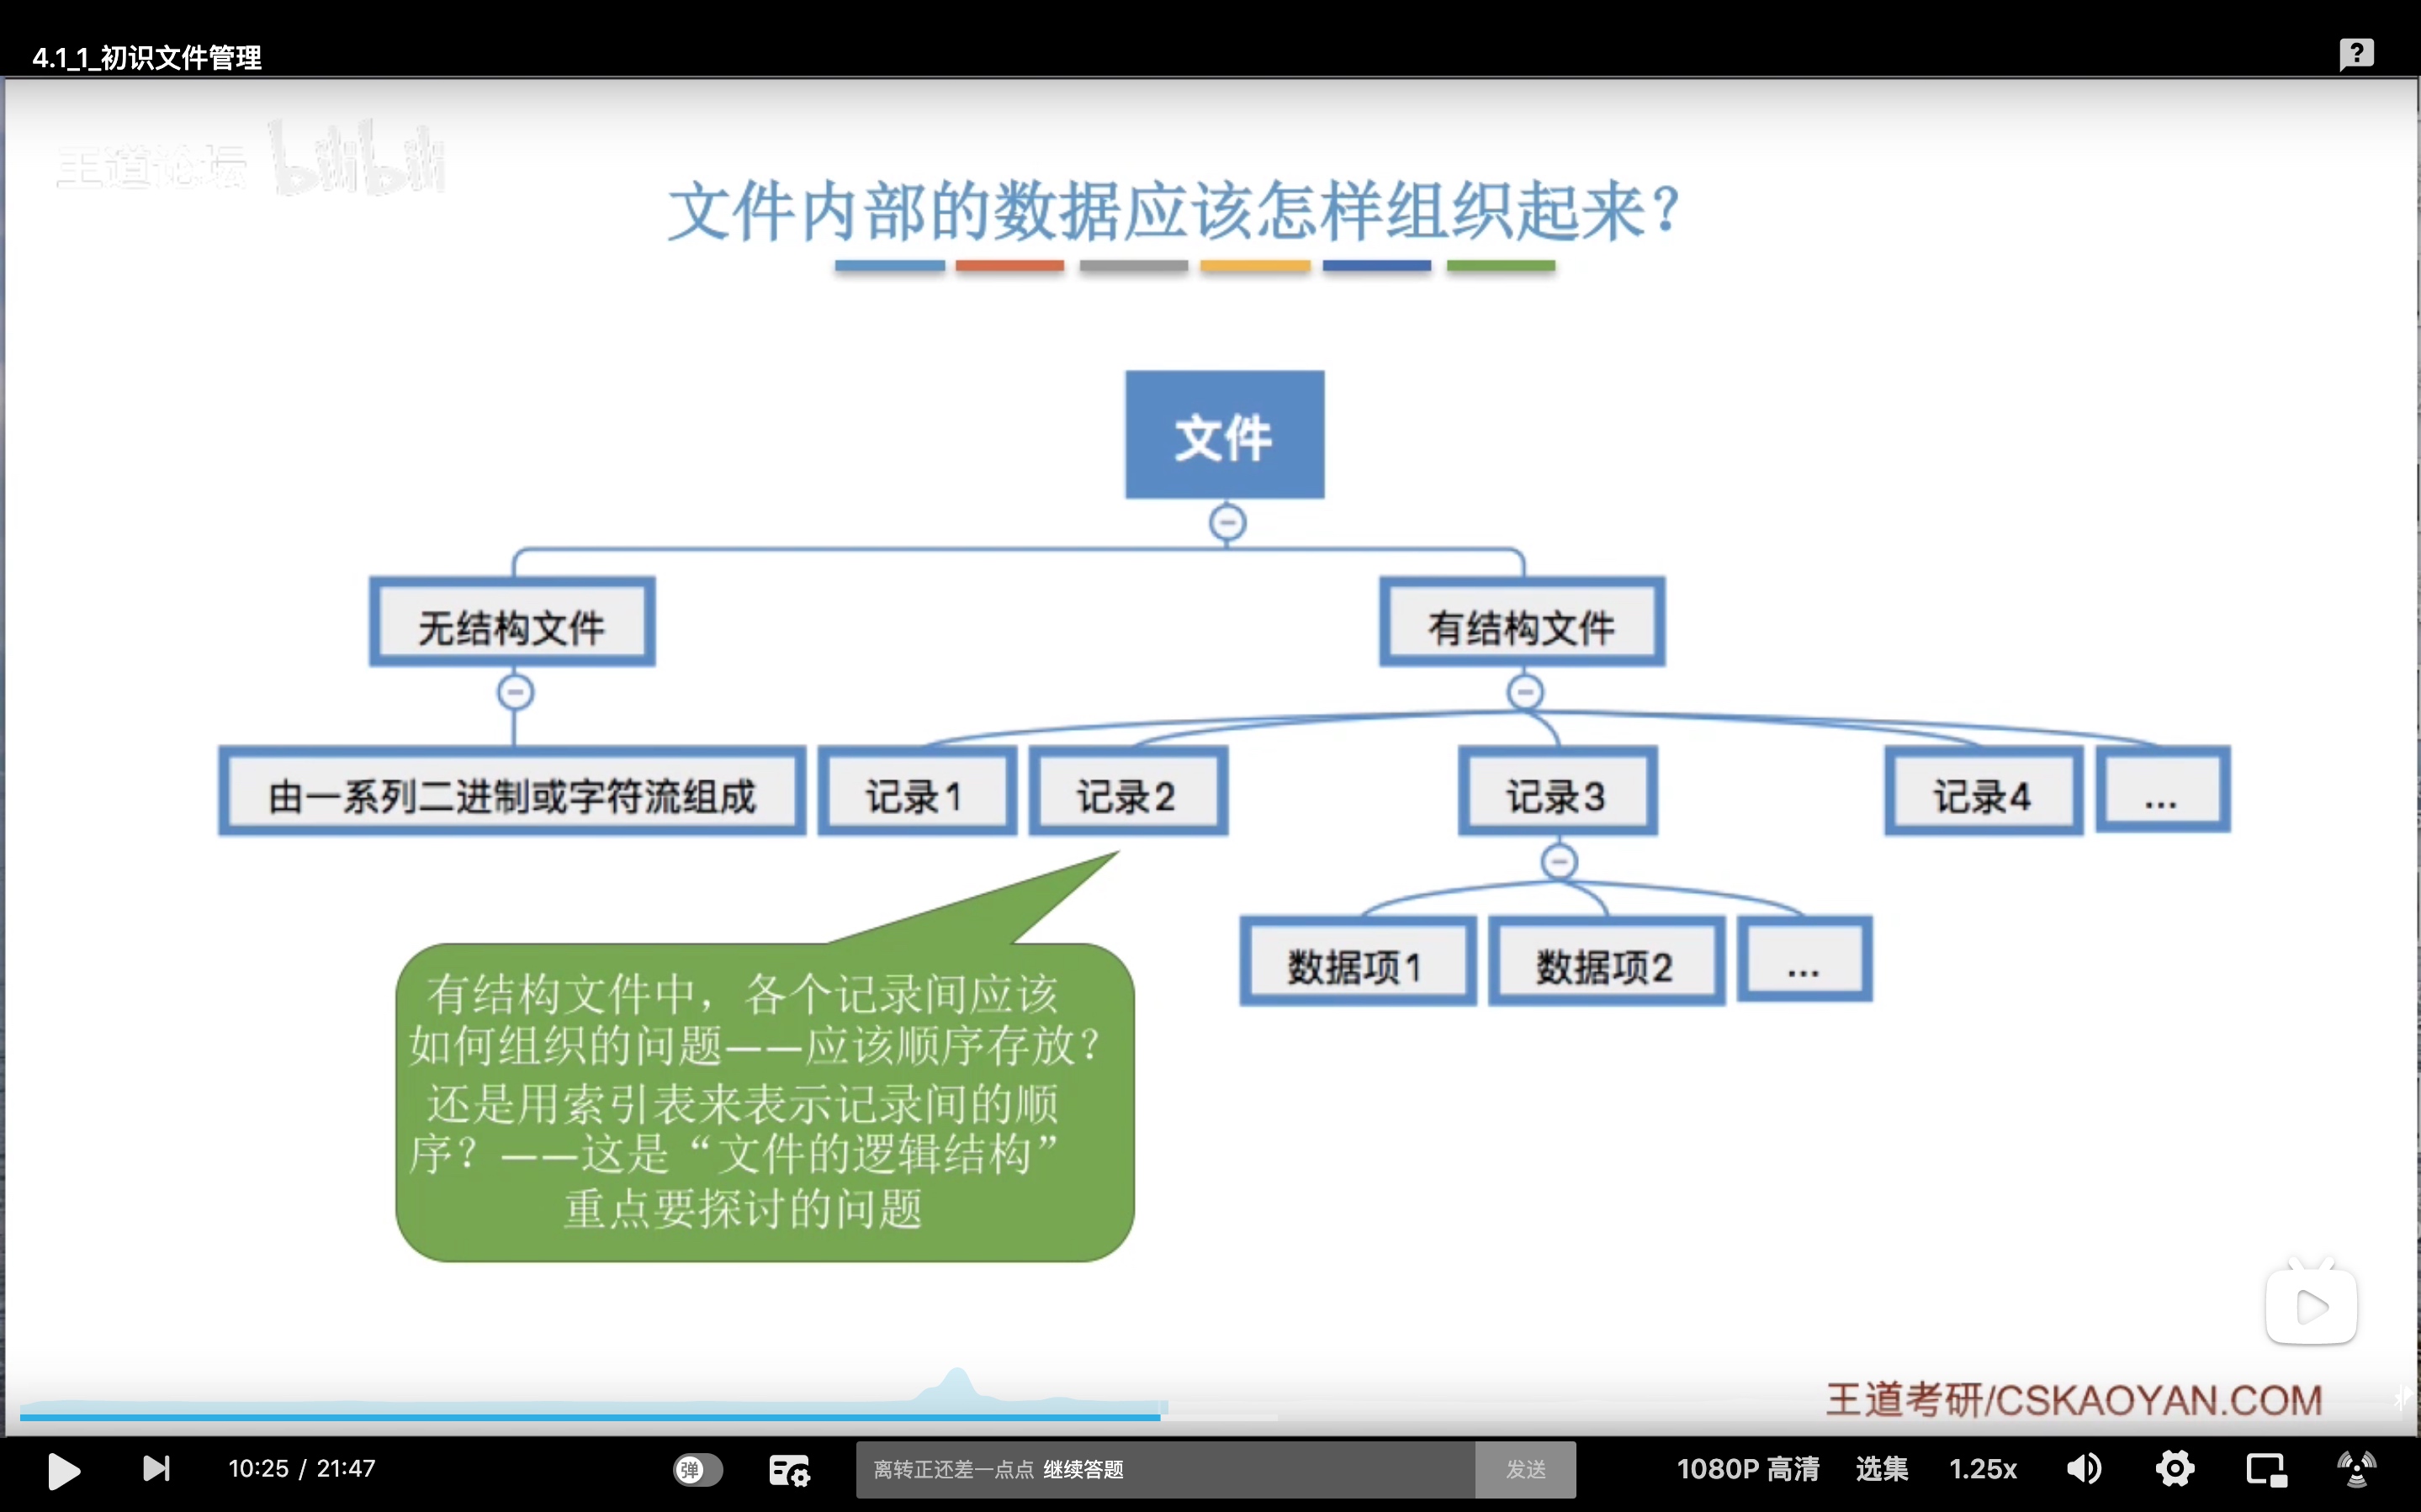 4.1_1_初识文件管理
王道论坛 bilibili
文件内部的数据应该怎样组织起来？
文件
无结构文件
有结构文件
由一系列二进制或字符流组成
记录1
记录2
记录3
记录4
...
数据项1
数据项2
...
有结构文件中，各个记录间应该
如何组织的问题——应该顺序存放？
还是用索引表来表示记录间的顺
序？——这是“文件的逻辑结构”
重点要探讨的问题
王道考研/CSKAOYAN.COM
10:25 / 21:47
弹
离转正还差一点点 继续答题
发送
1080P 高清
选集
1.25x